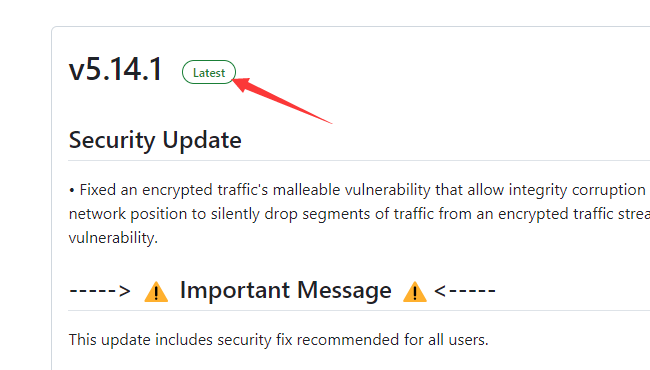 v5.14.1 Latest
Security Update
• Fixed an encrypted traffic's malleable vulnerability that allow integrity corruption
network position to silently drop segments of traffic from an encrypted traffic
vulnerability.
-----> ⚠ Important Message ⚠ <-----
This update includes security fix recommended for all users.